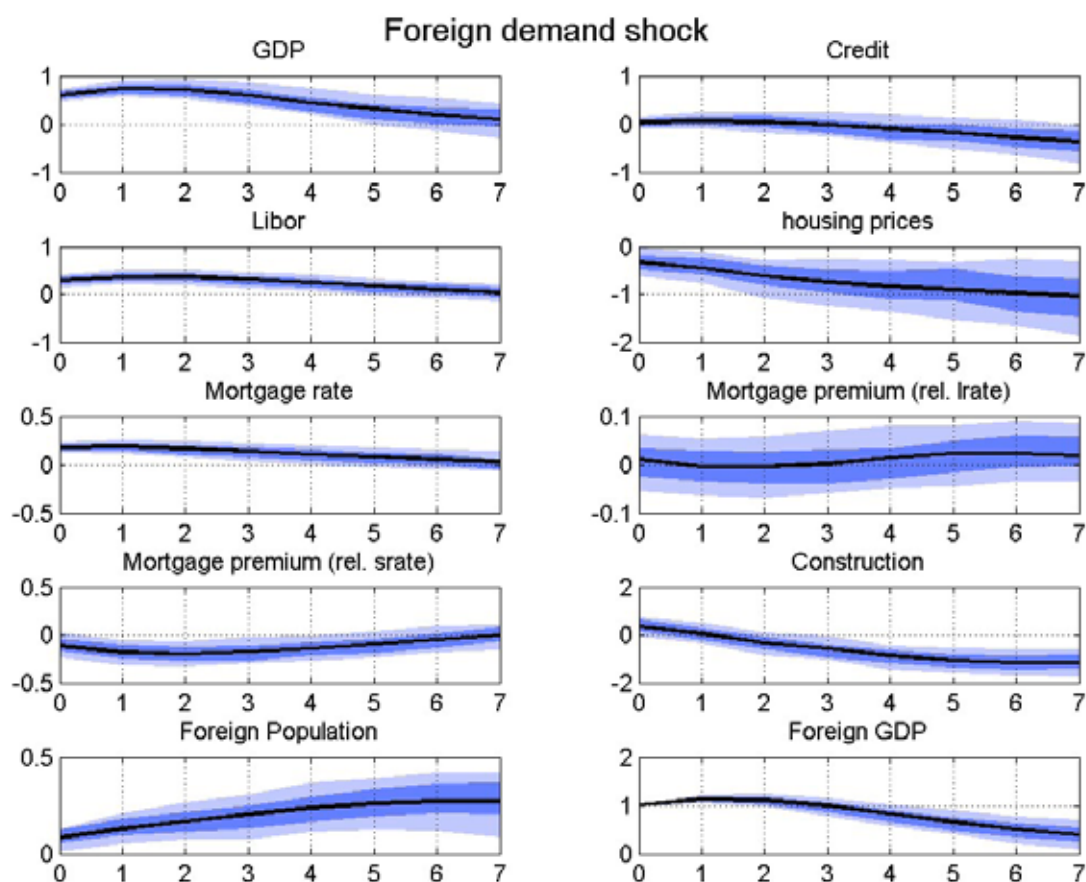 Foreign demand shock
GDP
1
0
-1
0 1 2 3 4 5 6 7
Credit
1
0
-1
0 1 2 3 4 5 6 7
Libor
1
0
-1
0 1 2 3 4 5 6 7
housing prices
0
-1
-2
0 1 2 3 4 5 6 7
Mortgage rate
0.5
0
-0.5
0 1 2 3 4 5 6 7
Mortgage premium (rel. lrate)
0.1
0
-0.1
0 1 2 3 4 5 6 7
Mortgage premium (rel. srate)
0.5
0
-0.5
0 1 2 3 4 5 6 7
Construction
2
0
-2
0 1 2 3 4 5 6 7
Foreign Population
0.5
0
0 1 2 3 4 5 6 7
Foreign GDP
2
1
0
0 1 2 3 4 5 6 7